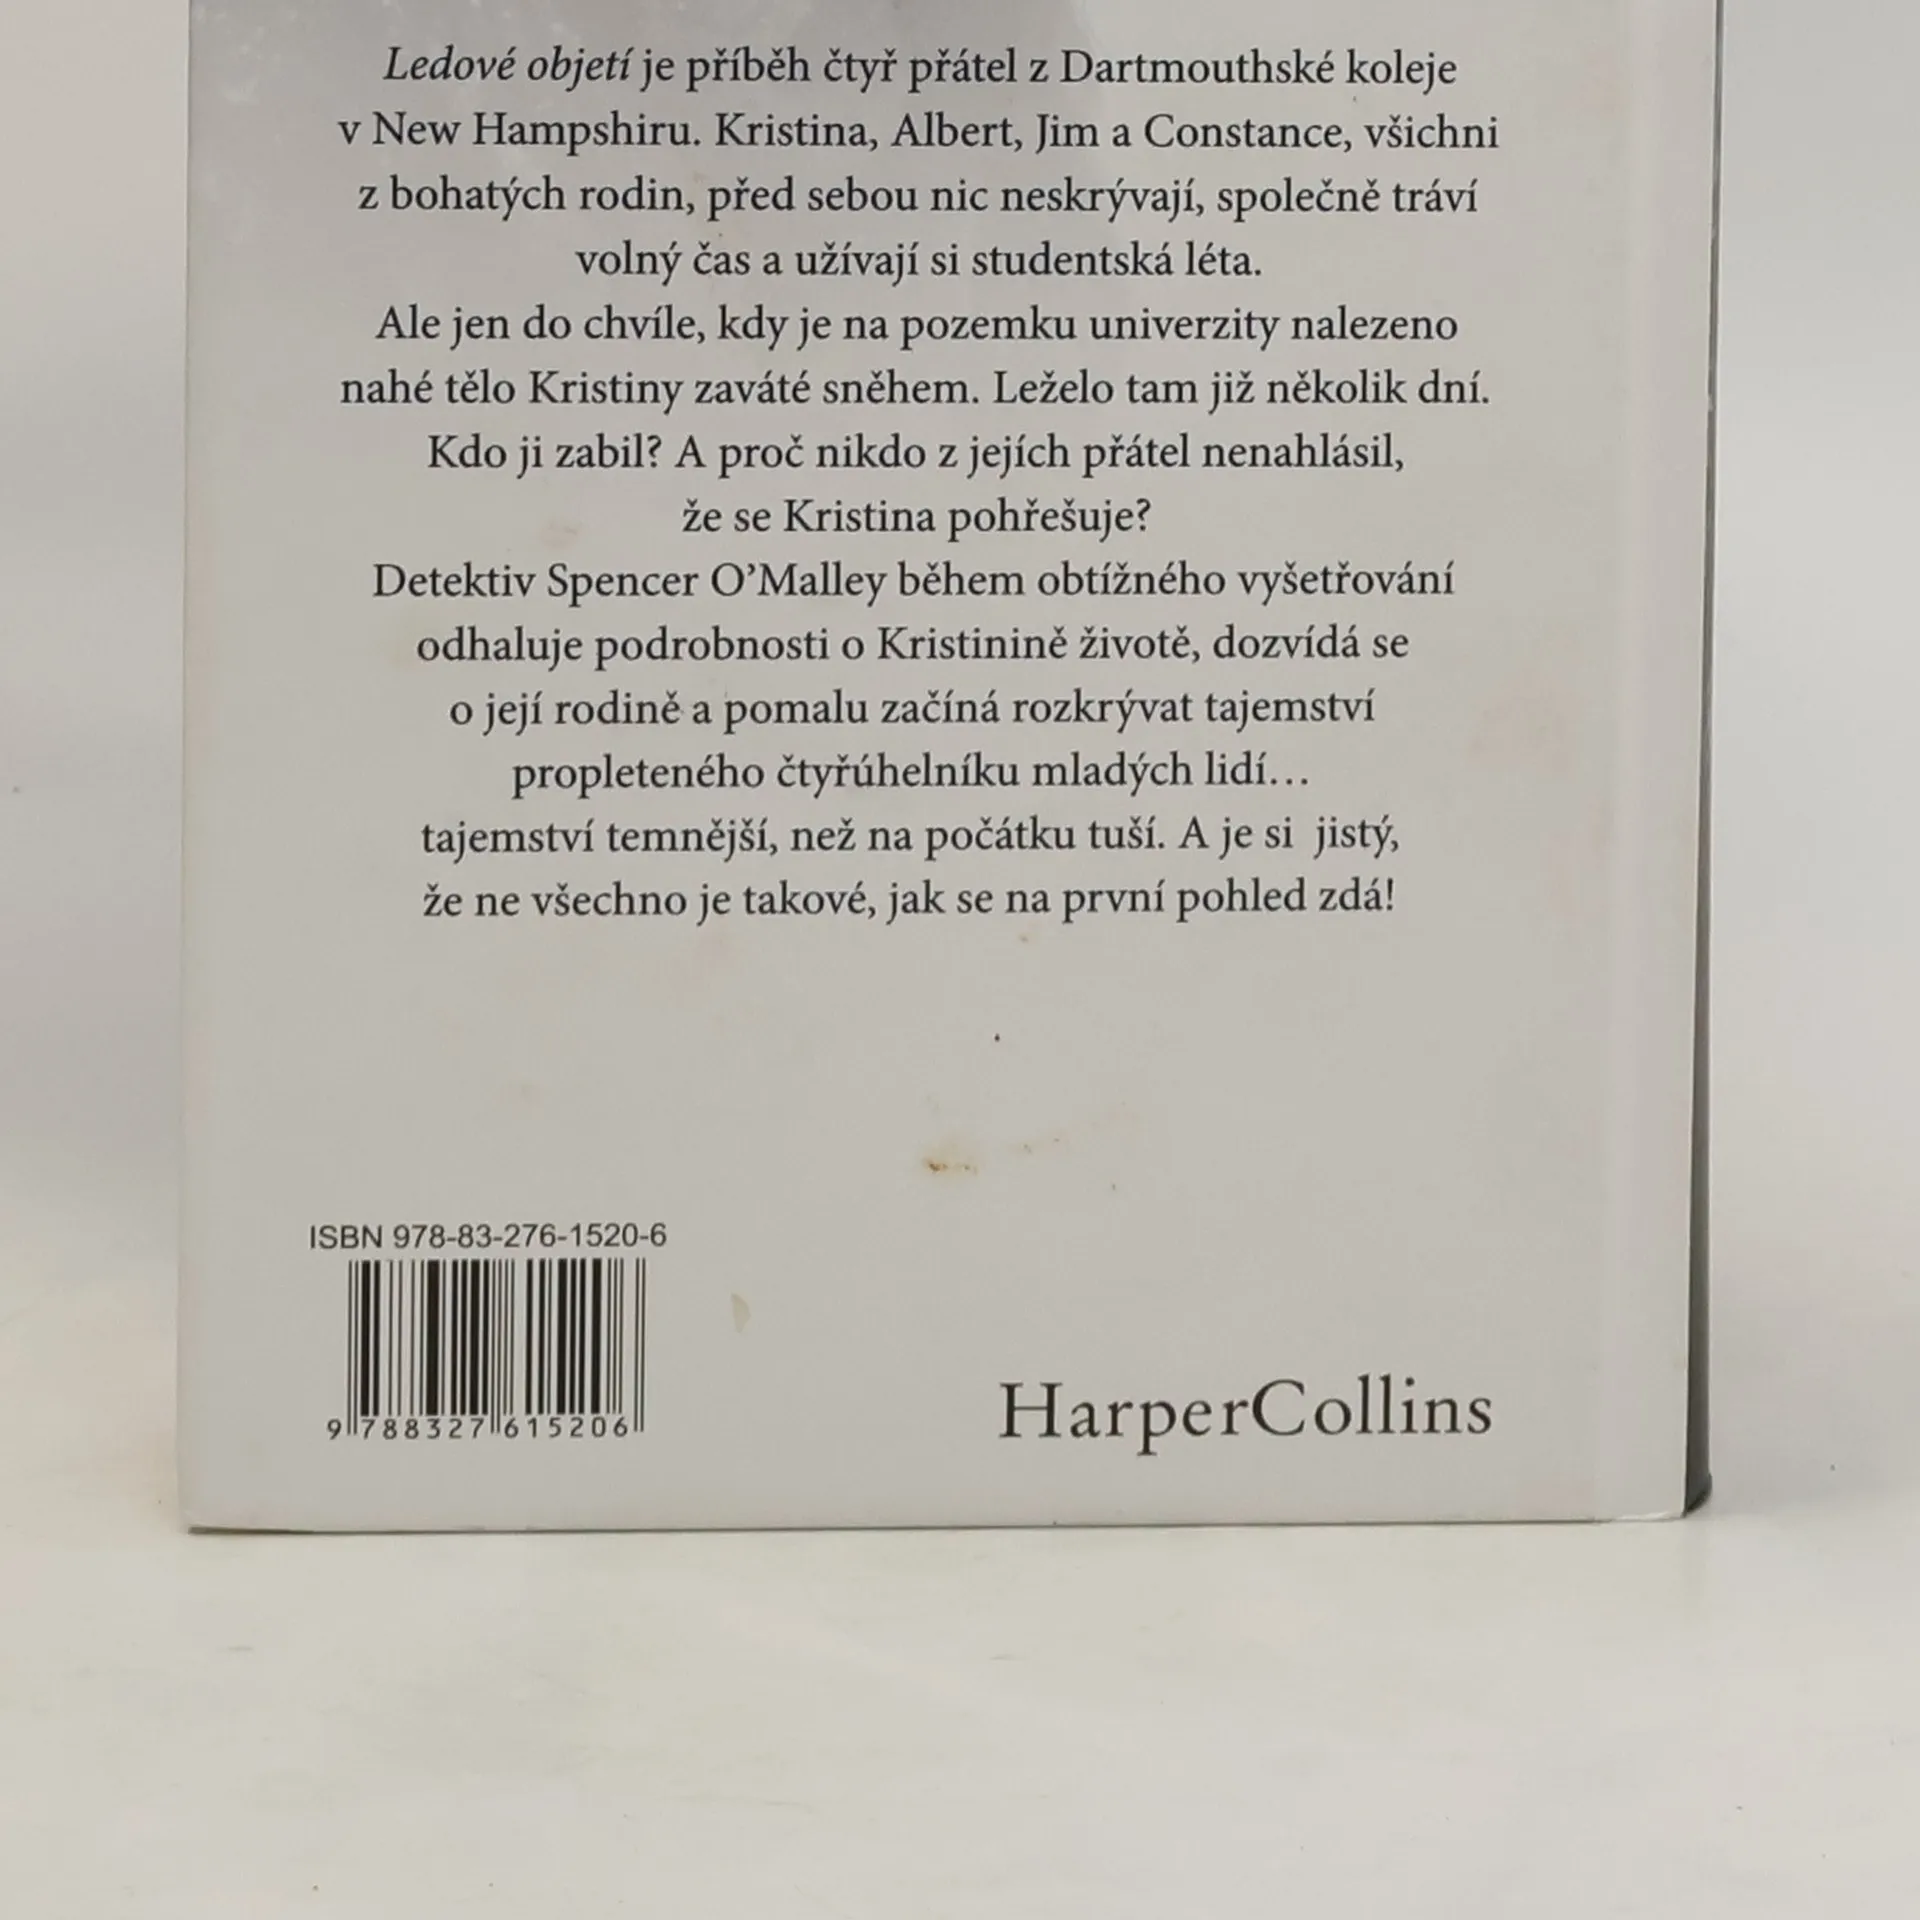 Ledové objetí je příběh čtyř přátel z Dartmouthské koleje
v New Hampshiru. Kristina, Albert, Jim a Constance, všichni
z bohatých rodin, před sebou nic neskrývají, společně tráví
volný čas a užívají si studentská léta.
Ale jen do chvíle, kdy je na pozemku univerzity nalezeno
nahé tělo Kristiny zaváté sněhem. Leželo tam již několik dní.
Kdo ji zabil? A proč nikdo z jejích přátel nenahlásil,
že se Kristina pohřešuje?
Detektiv Spencer O’Malley během obtížného vyšetřování
odhaluje podrobnosti o Kristinině životě, dozvídá se
o její rodině a pomalu začíná rozkrývat tajemství
propleteného čtyřúhelníku mladých lidí…
tajemství temnější, než na počátku tuší. A je si jistý,
že ne všechno je takové, jak se na první pohled zdá!
ISBN 978-83-276-1520-6
9 788327 615206
HarperCollins